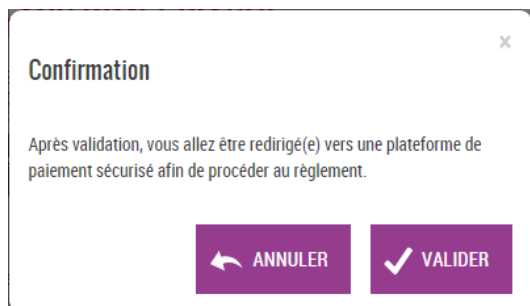 ×
Confirmation
Après validation, vous allez être redirigé(e) vers une plateforme de
paiement sécurisé afin de procéder au règlement.
ANNULER VALIDER